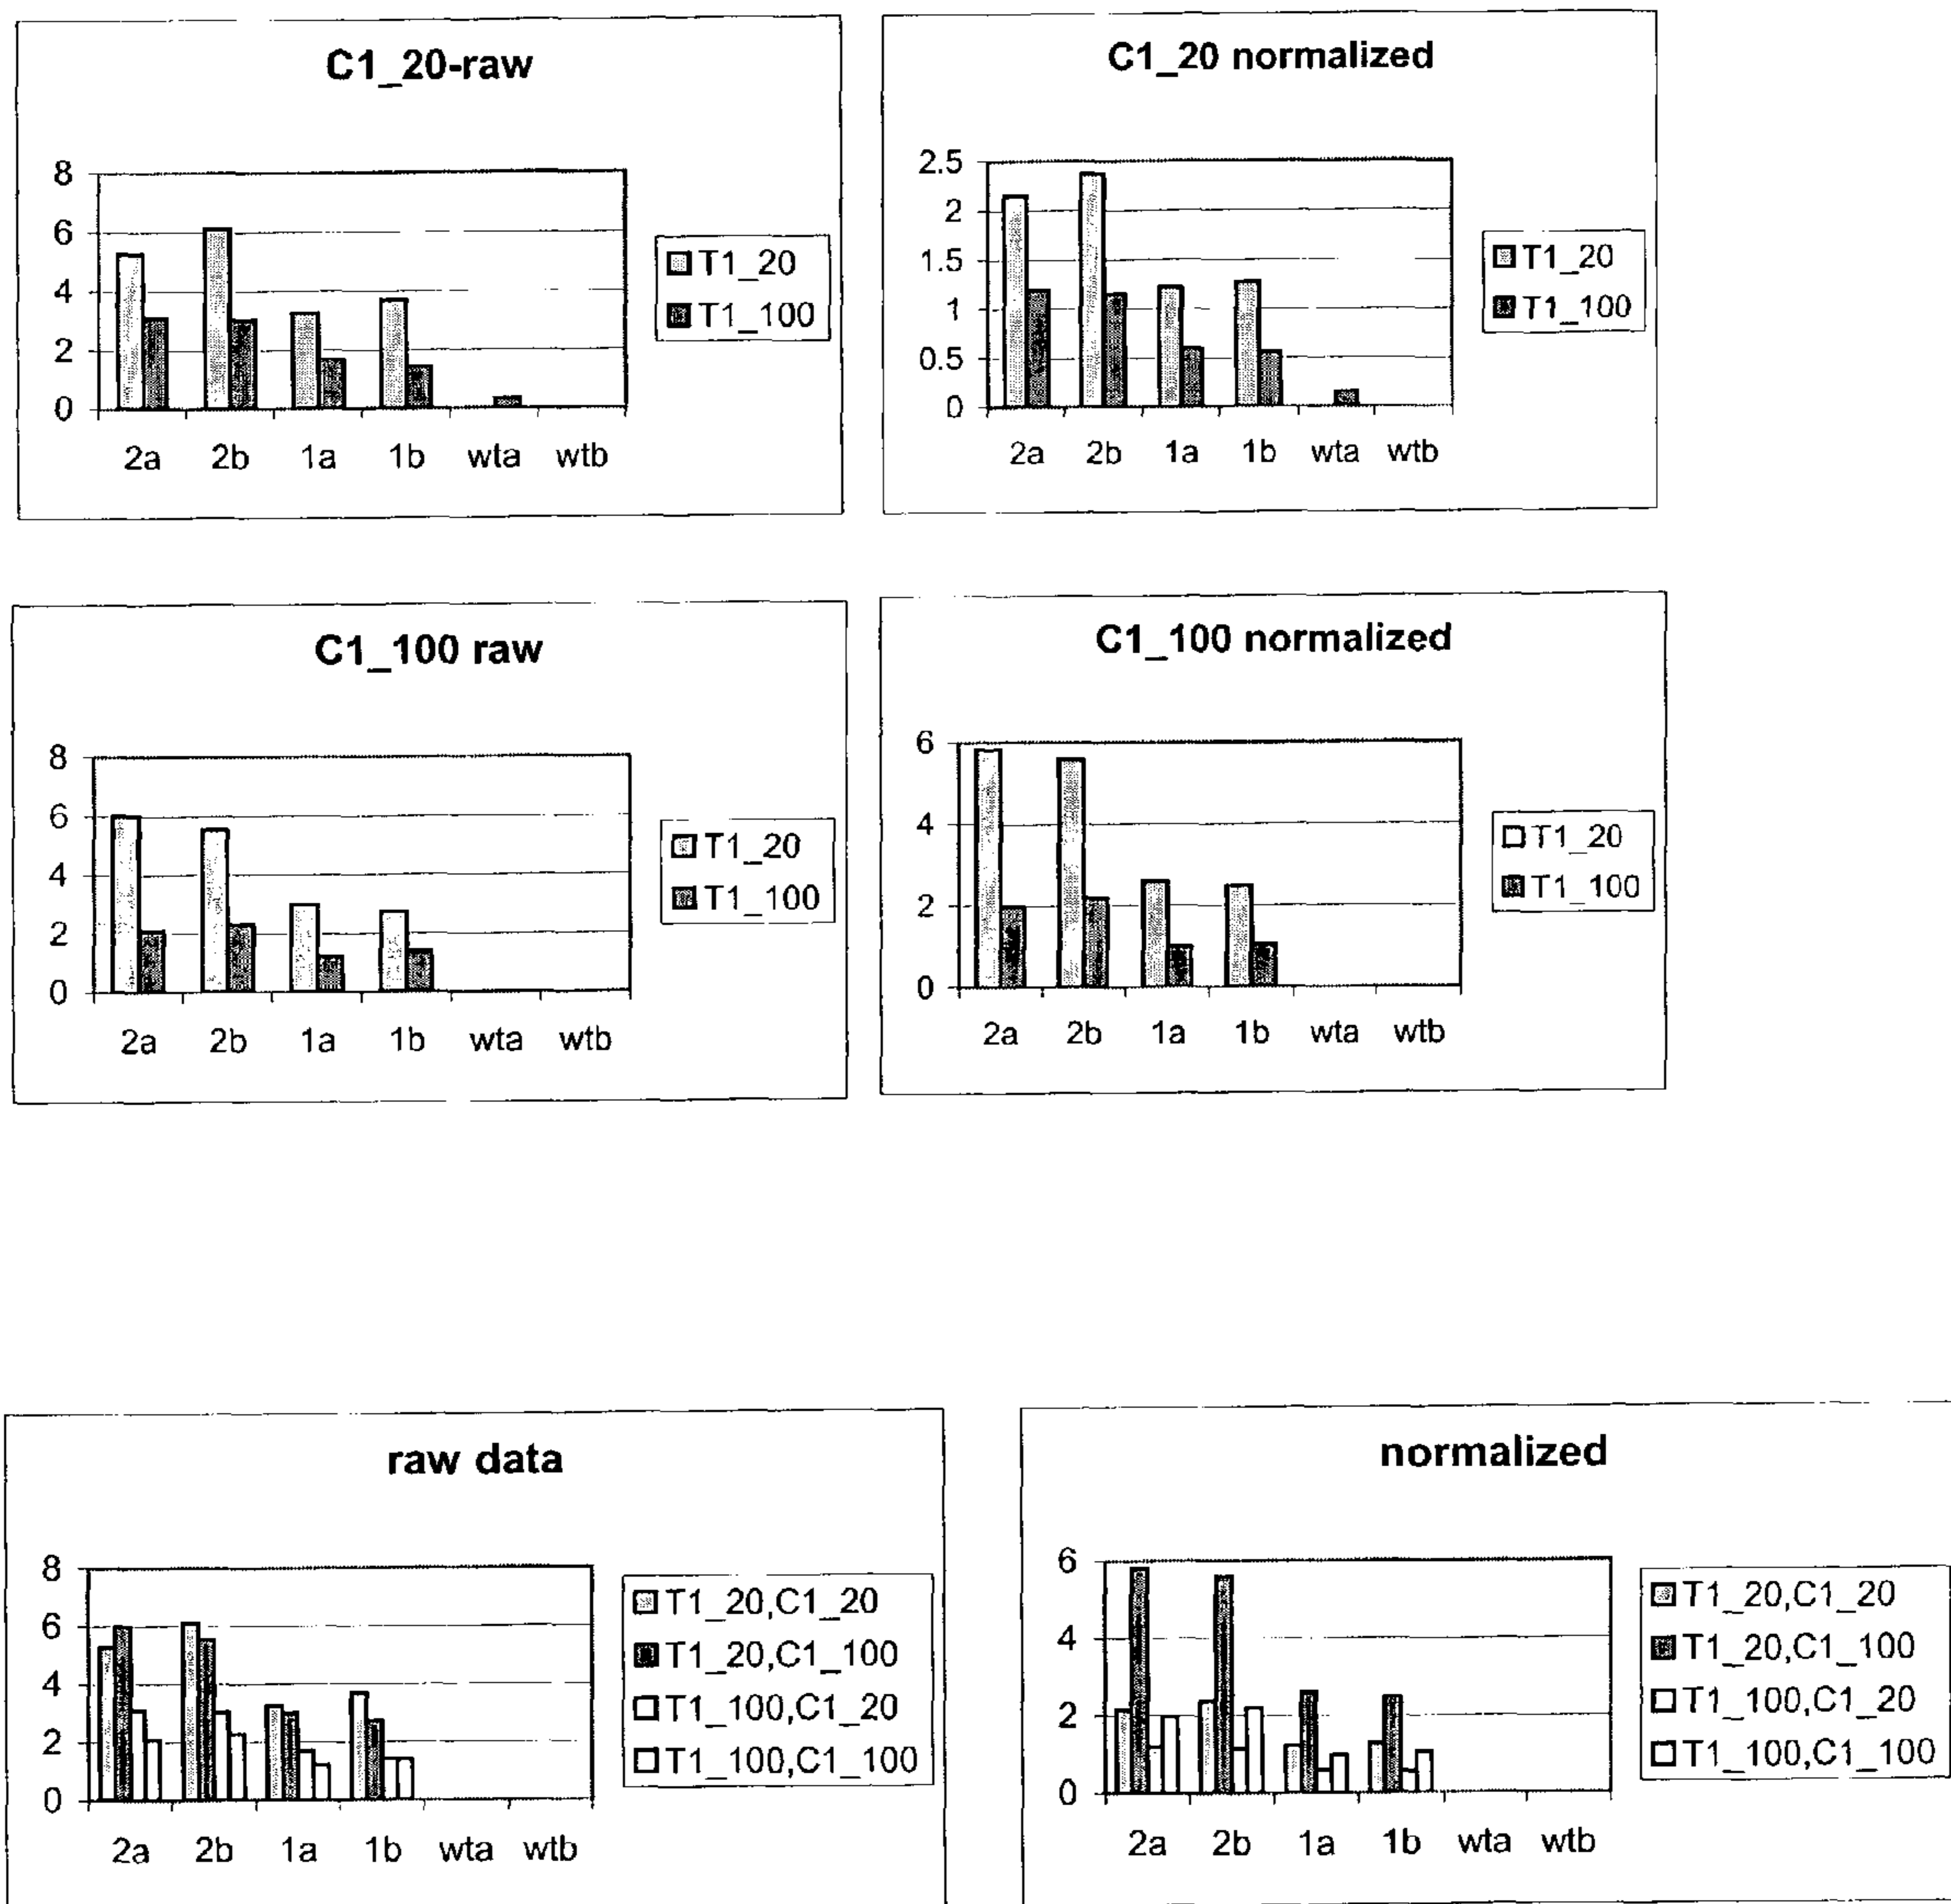 C1_20-raw
8
6
4
2
0
2a 2b 1a 1b wta wtb
T1_20
T1_100
C1_20 normalized
2.5
2
1.5
1
0.5
0
2a 2b 1a 1b wta wtb
T1_20
T1_100
C1_100 raw
8
6
4
2
0
2a 2b 1a 1b wta wtb
T1_20
T1_100
C1_100 normalized
6
4
2
0
2a 2b 1a 1b wta wtb
T1_20
T1_100
raw data
8
6
4
2
0
2a 2b 1a 1b wta wtb
T1_20,C1_20
T1_20,C1_100
T1_100,C1_20
T1_100,C1_100
normalized
6
4
2
0
2a 2b 1a 1b wta wtb
T1_20,C1_20
T1_20,C1_100
T1_100,C1_20
T1_100,C1_100